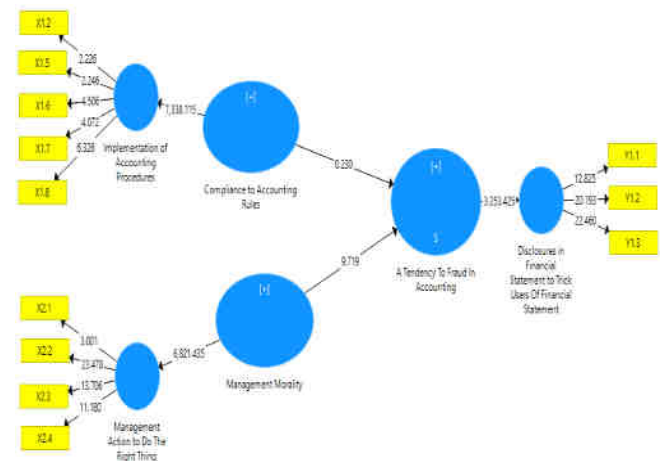 X1.2
X1.5
X1.6
X1.7
X1.8
2.226
2.246
4.506
4.072
6.328
Implementation of
Accounting
Procedures
7,338.115
[+]
Compliance to Accounting
Rules
0.230
[+]
A Tendency To Fraud In
Accounting
3,253.425
Disclosures in
Financial
Statement to Trick
Users Of Financial
Statement
12.825
20.193
22.460
Y1.1
Y1.2
Y1.3
9.719
[+]
Management Morality
6,821.435
Management
Action to Do The
Right Thing
3.001
23.478
13.706
11.180
X2.1
X2.2
X2.3
X2.4